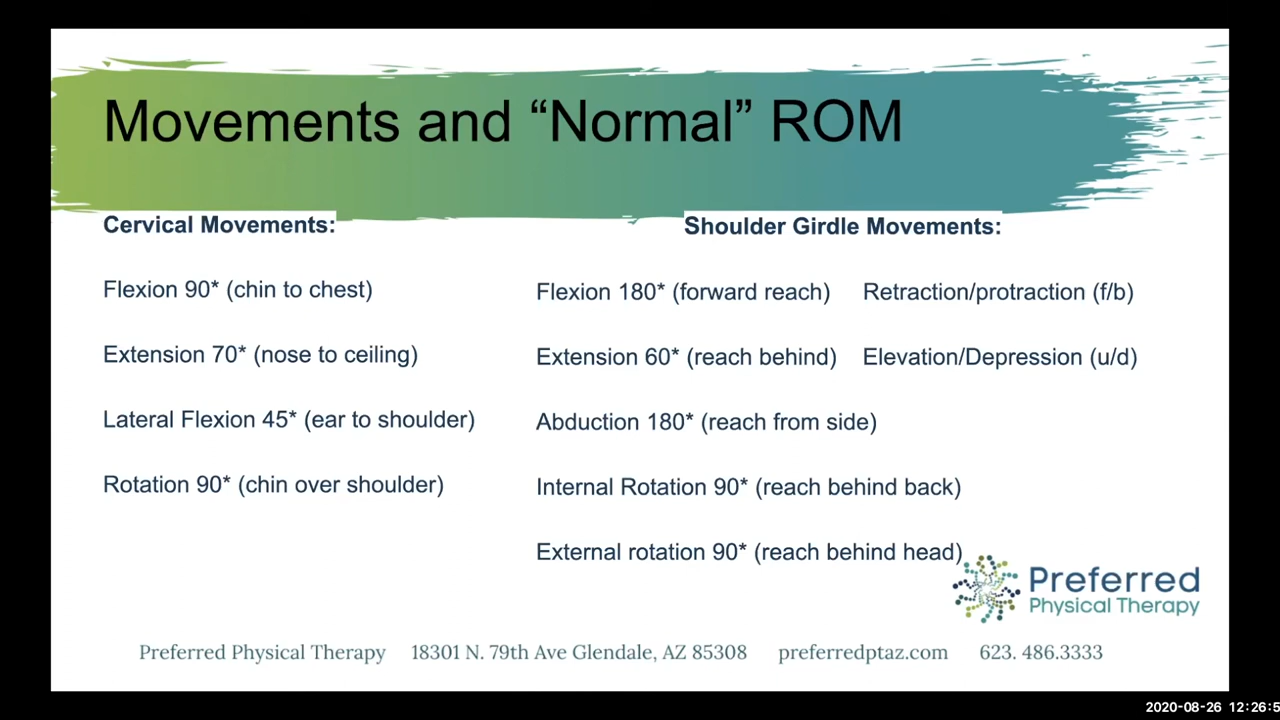 Movements and “Normal” ROM
Cervical Movements:
Flexion 90* (chin to chest)
Extension 70* (nose to ceiling)
Lateral Flexion 45* (ear to shoulder)
Rotation 90* (chin over shoulder)
Shoulder Girdle Movements:
Flexion 180* (forward reach)
Extension 60* (reach behind)
Abduction 180* (reach from side)
Internal Rotation 90* (reach behind back)
External rotation 90* (reach behind head)
Retraction/protraction (f/b)
Elevation/Depression (u/d)
Preferred
Physical Therapy
Preferred Physical Therapy 18301 N. 79th Ave Glendale, AZ 85308 preferredptaz.com 623. 486.3333
2020-08-26 12:26:5